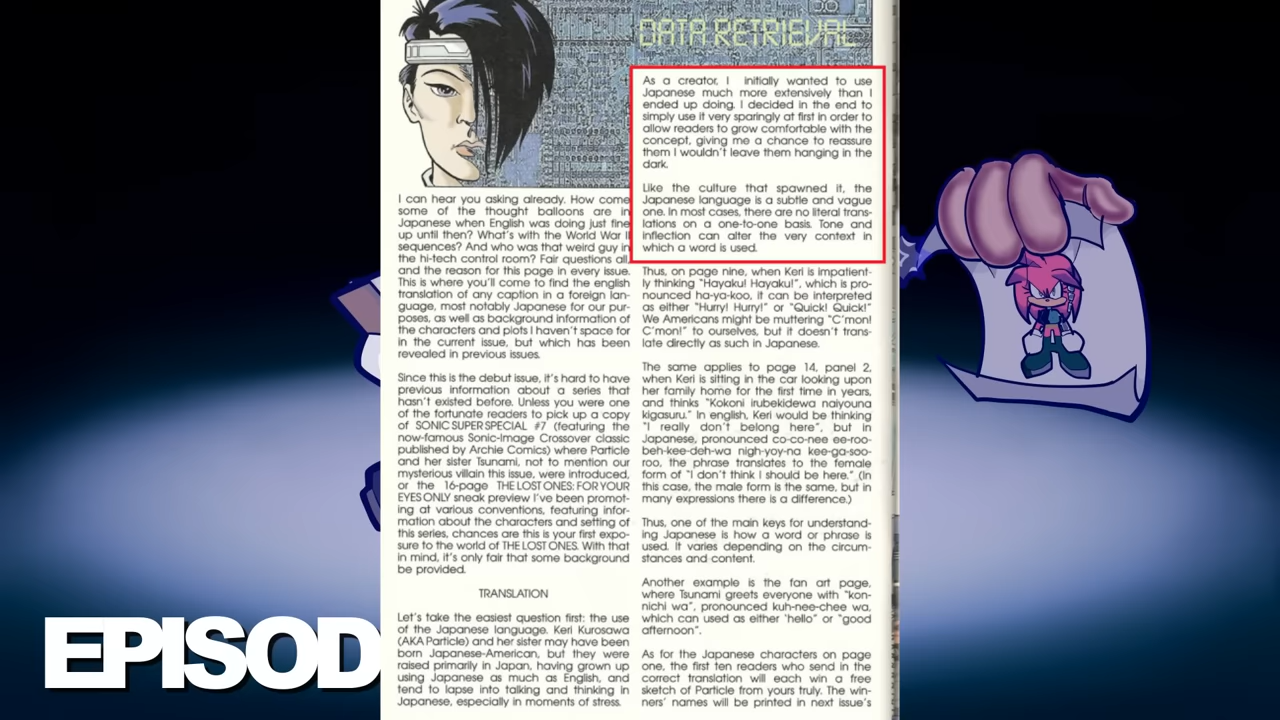 DATA RETRIEVAL
I can hear you asking already. How come
some of the thought balloons are in
Japanese when English was doing just fine
up until then? What's with the World War II
sequences? And who was that weird guy in
the hi-tech control room? Fair questions all,
and the reason for this page in every issue.
This is where you'll come to find the english
translation of any caption in a foreign lan-
guage, most notably Japanese for our pur-
poses, as well as background information of
the characters and plots I haven't space for
in the current issue, but which has been
revealed in previous issues.
Since this is the debut issue, it's hard to have
previous information about a series that
hasn't existed before. Unless you were one
of the fortunate readers to pick up a copy
of SONIC SUPER SPECIAL #7 (featuring the
now-famous Sonic-Image Crossover classic
published by Archie Comics) where Particle
and her sister Tsunami, not to mention our
mysterious villain this issue, were introduced,
or the 16-page THE LOST ONES: FOR YOUR
EYES ONLY sneak preview I've been promot-
ing at various conventions, featuring infor-
mation about the characters and setting of
this series, chances are this is your first expo-
sure to the world of THE LOST ONES. With that
in mind, it's only fair that some background
be provided.
TRANSLATION
Let's take the easiest question first: the use
of the Japanese language. Keri Kurosawa
(AKA Particle) and her sister may have been
born Japanese-American, but they were
raised primarily in Japan, having grown up
using Japanese as much as English, and
tend to lapse into talking and thinking in
Japanese, especially in moments of stress.
As a creator, I initially wanted to use
Japanese much more extensively than I
ended up doing. I decided in the end to
simply use it very sparingly at first in order to
allow readers to grow comfortable with the
concept, giving me a chance to reassure
them I wouldn't leave them hanging in the
dark.
Like the culture that spawned it, the
Japanese language is a subtle and vague
one. In most cases, there are no literal trans-
lations on a one-to-one basis. Tone and
inflection can alter the very context in
which a word is used.
Thus, on page nine, when Keri is impatient-
ly thinking "Hayaku! Hayaku!", which is pro-
nounced ha-ya-koo, it can be interpreted
as either "Hurry! Hurry!" or "Quick! Quick!"
We Americans might be muttering "C'mon!
C'mon!" to ourselves, but it doesn't trans-
late directly as such in Japanese.
The same applies to page 14, panel 2,
when Keri is sitting in the car looking upon
her family home for the first time in years,
and thinks "Kokoni irubekidewa naiyouna
kigasuru." In english, Keri would be thinking
"I really don't belong here", but in
Japanese, pronounced co-co-nee ee-roo-
beh-kee-deh-wa nigh-yoy-na kee-ga-soo-
roo, the phrase translates to the female
form of "I don't think I should be here." (In
this case, the male form is the same, but in
many expressions there is a difference.)
Thus, one of the main keys for understand-
ing Japanese is how a word or phrase is
used. It varies depending on the circum-
stances and content.
Another example is the fan art page,
where Tsunami greets everyone with "kon-
nichi wa", pronounced kuh-nee-chee wa,
which can used as either 'hello" or "good
afternoon".
As for the Japanese characters on page
one, the first ten readers who send in the
correct translation will each win a free
sketch of Particle from yours truly. The win-
ners' names will be printed in next issue's
EPISOD